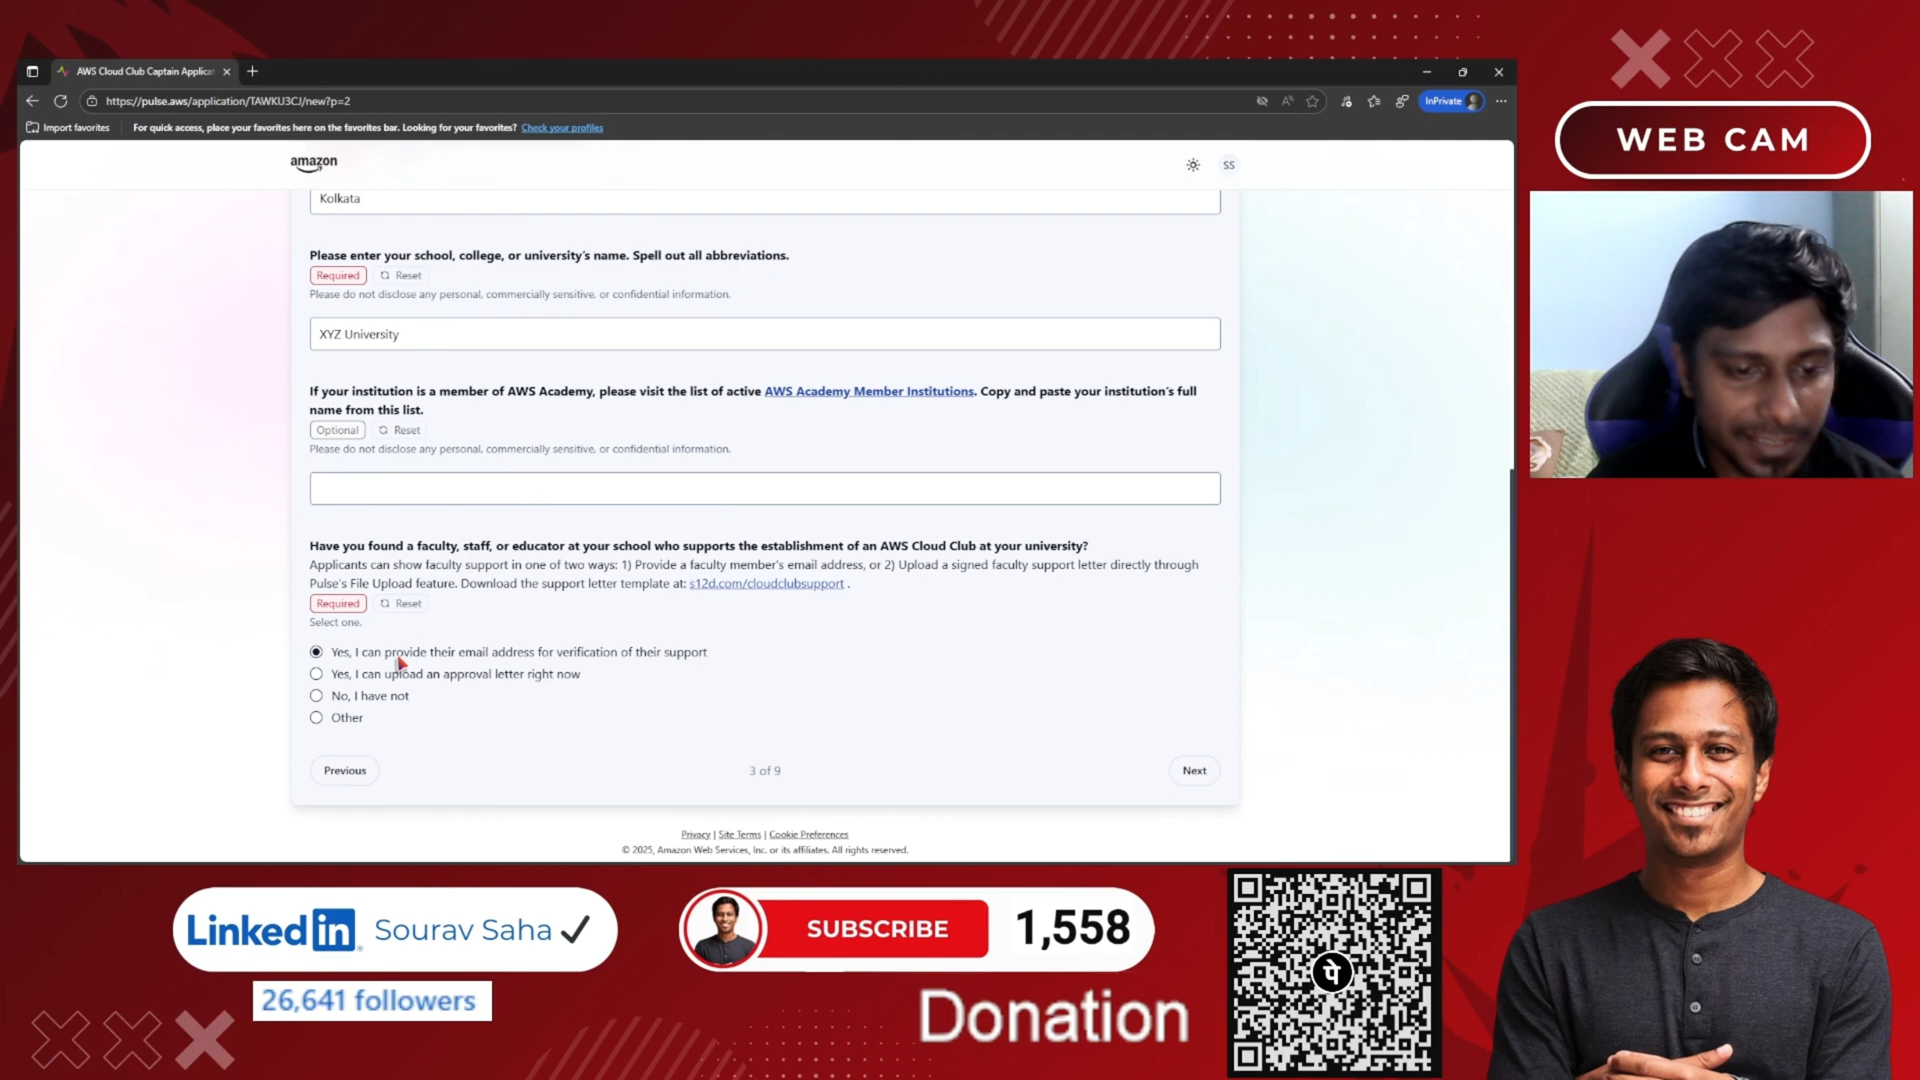 AWS Cloud Club Captain Applicat
https://pulse.aws/application/TAWKU3CJ/new?p=2
InPrivate
Import favorites
For quick access, place your favorites here on the favorites bar. Looking for your favorites? Check your profiles
WEB CAM
amazon
SS
Kolkata
Please enter your school, college, or university's name. Spell out all abbreviations.
Required Reset
Please do not disclose any personal, commercially sensitive, or confidential information.
XYZ University
If your institution is a member of AWS Academy, please visit the list of active AWS Academy Member Institutions. Copy and paste your institution's full
name from this list.
Optional Reset
Please do not disclose any personal, commercially sensitive, or confidential information.
Have you found a faculty, staff, or educator at your school who supports the establishment of an AWS Cloud Club at your university?
Applicants can show faculty support in one of two ways: 1) Provide a faculty member's email address, or 2) Upload a signed faculty support letter directly through
Pulse's File Upload feature. Download the support letter template at: s12d.com/cloudclubsupport .
Required Reset
Select one.
Yes, I can provide their email address for verification of their support
Yes, I can upload an approval letter right now
No, I have not
Other
Previous
3 of 9
Next
Privacy | Site Terms | Cookie Preferences
© 2025, Amazon Web Services, Inc. or its affiliates. All rights reserved.
Linked in Sourav Saha
26,641 followers
SUBSCRIBE
1,558
Donation
पे